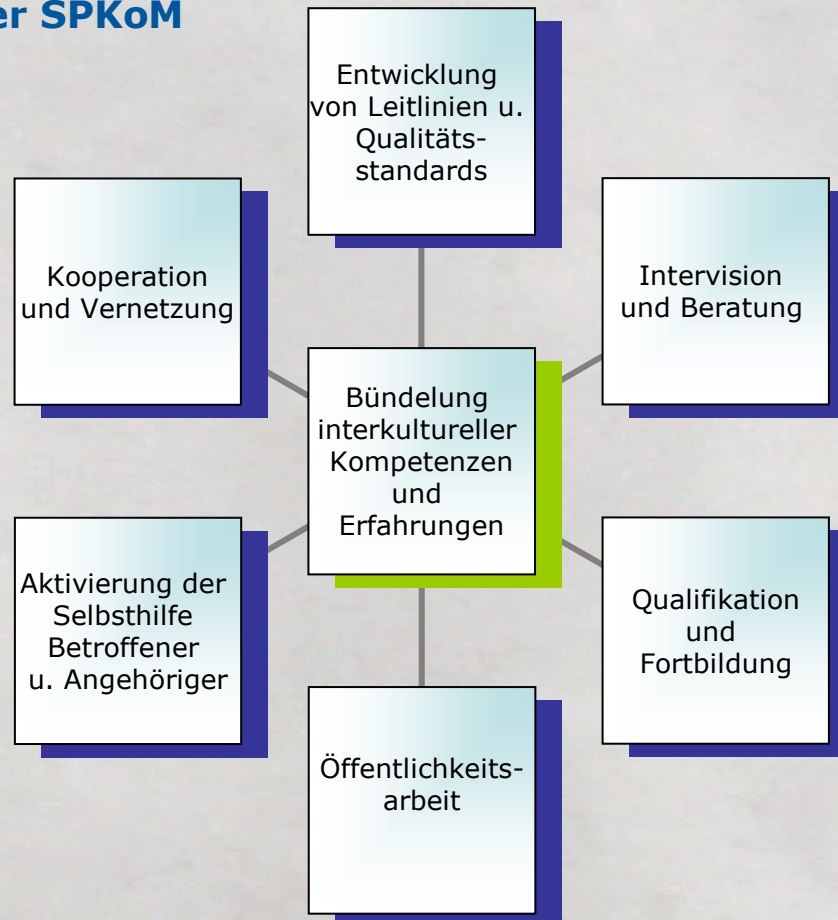 er SPKoM
Entwicklung
von Leitlinien u.
Qualitäts-
standards
Kooperation
und Vernetzung
Intervision
und Beratung
Bündelung
interkultureller
Kompetenzen
und
Erfahrungen
Aktivierung der
Selbsthilfe
Betroffener
u. Angehöriger
Qualifikation
und
Fortbildung
Öffentlichkeits-
arbeit